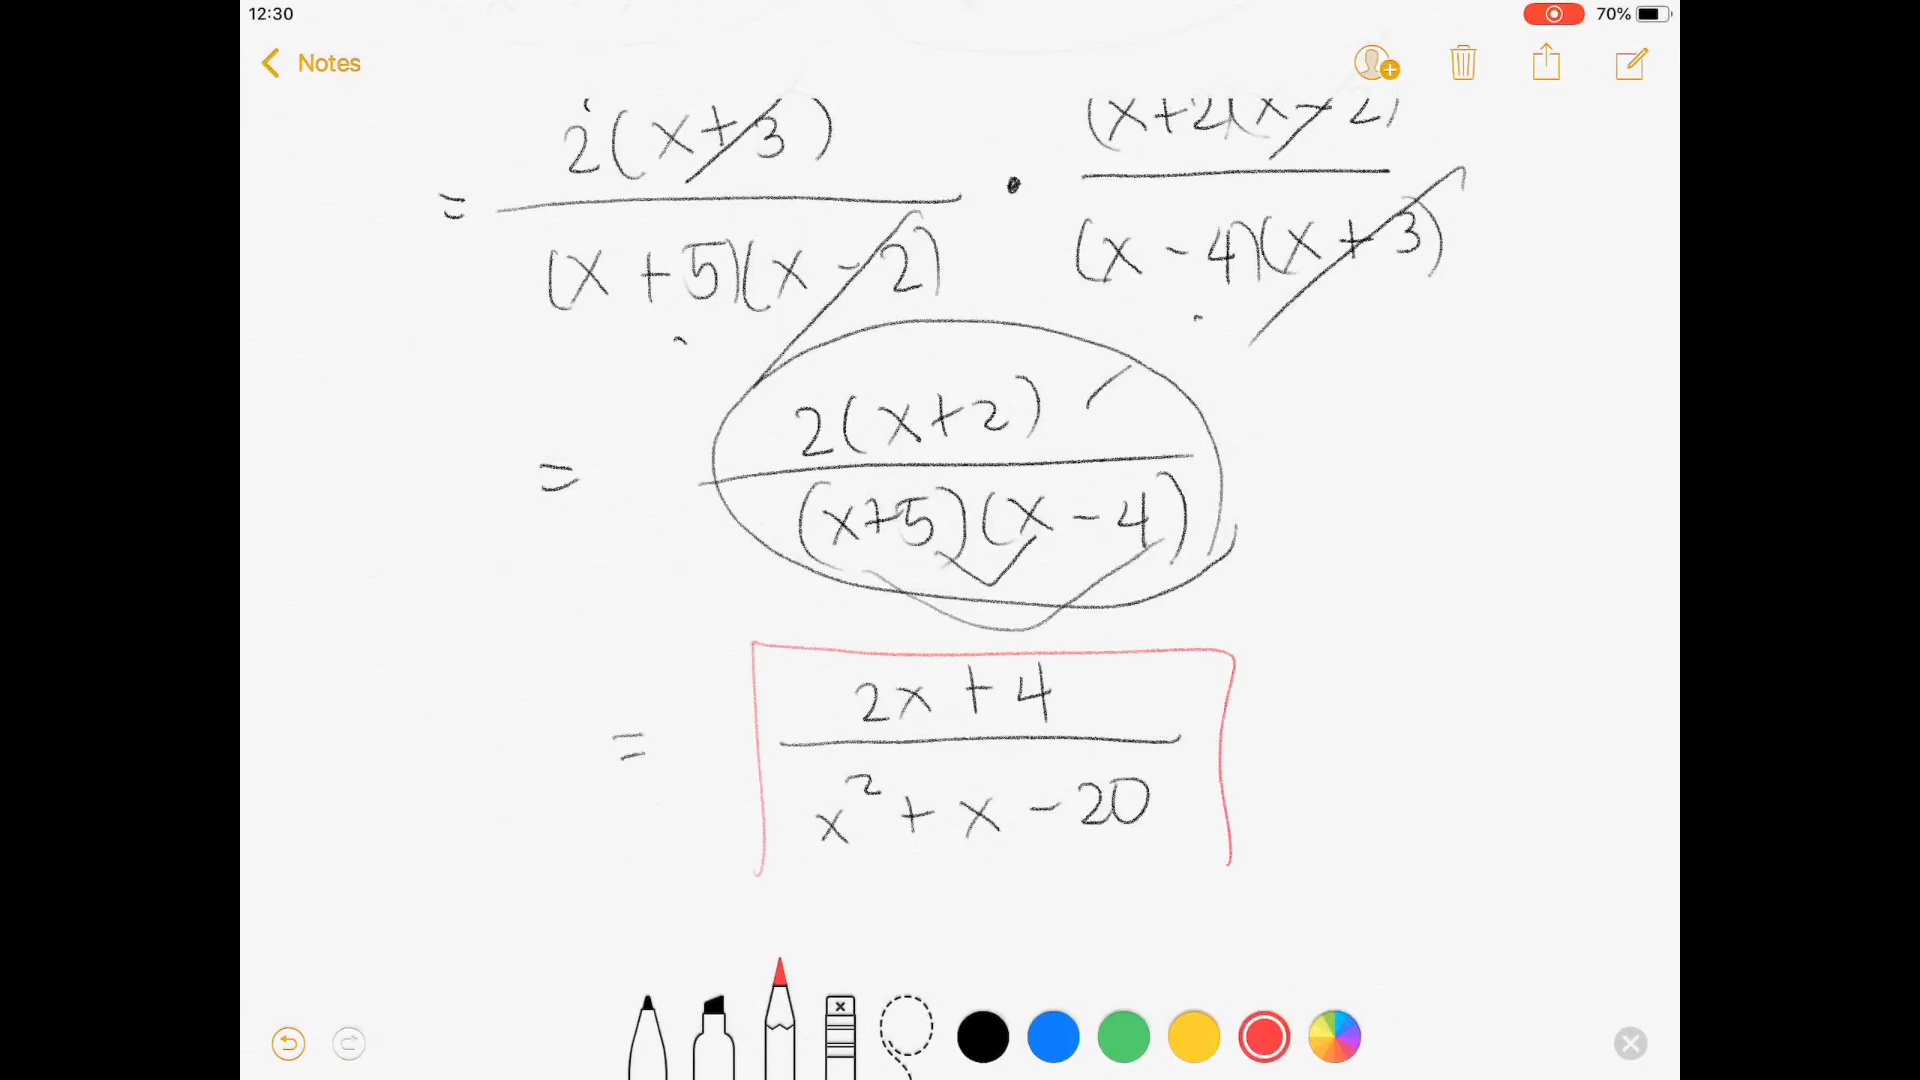 12:30
70%
Notes
= 2(x+3) / (x+5)(x-2) · (x+2)(x-2) / (x-4)(x+3)
= 2(x+2) / (x+5)(x-4)
= 2x+4 / x²+x-20